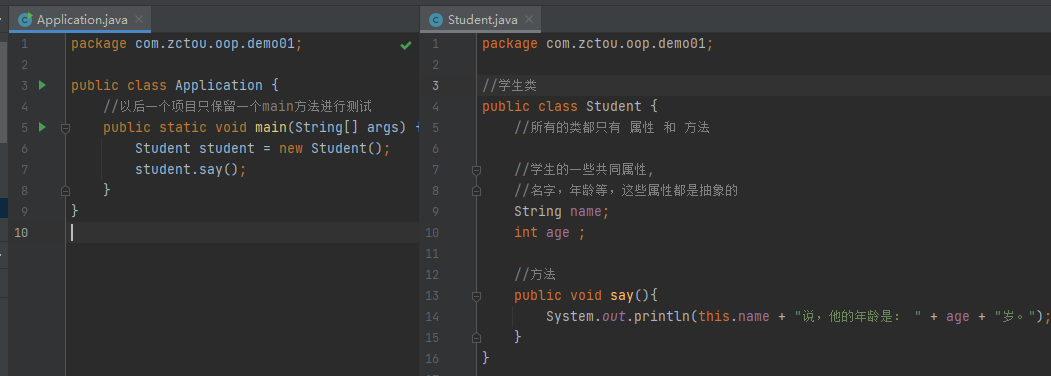 Application.java
package com.zctou.oop.demo01;
public class Application {
//以后一个项目只保留一个main方法进行测试
public static void main(String[] args) {
Student student = new Student();
student.say();
}
}
1
2
3
4
5
6
7
8
9
10
Student.java
package com.zctou.oop.demo01;
//学生类
public class Student {
//所有的类都只有 属性 和 方法
//学生的一些共同属性,
//名字，年龄等，这些属性都是抽象的
String name;
int age ;
//方法
public void say(){
System.out.println(this.name + "说，他的年龄是： " + age + "岁。");
}
}
1
2
3
4
5
6
7
8
9
10
11
12
13
14
15
16